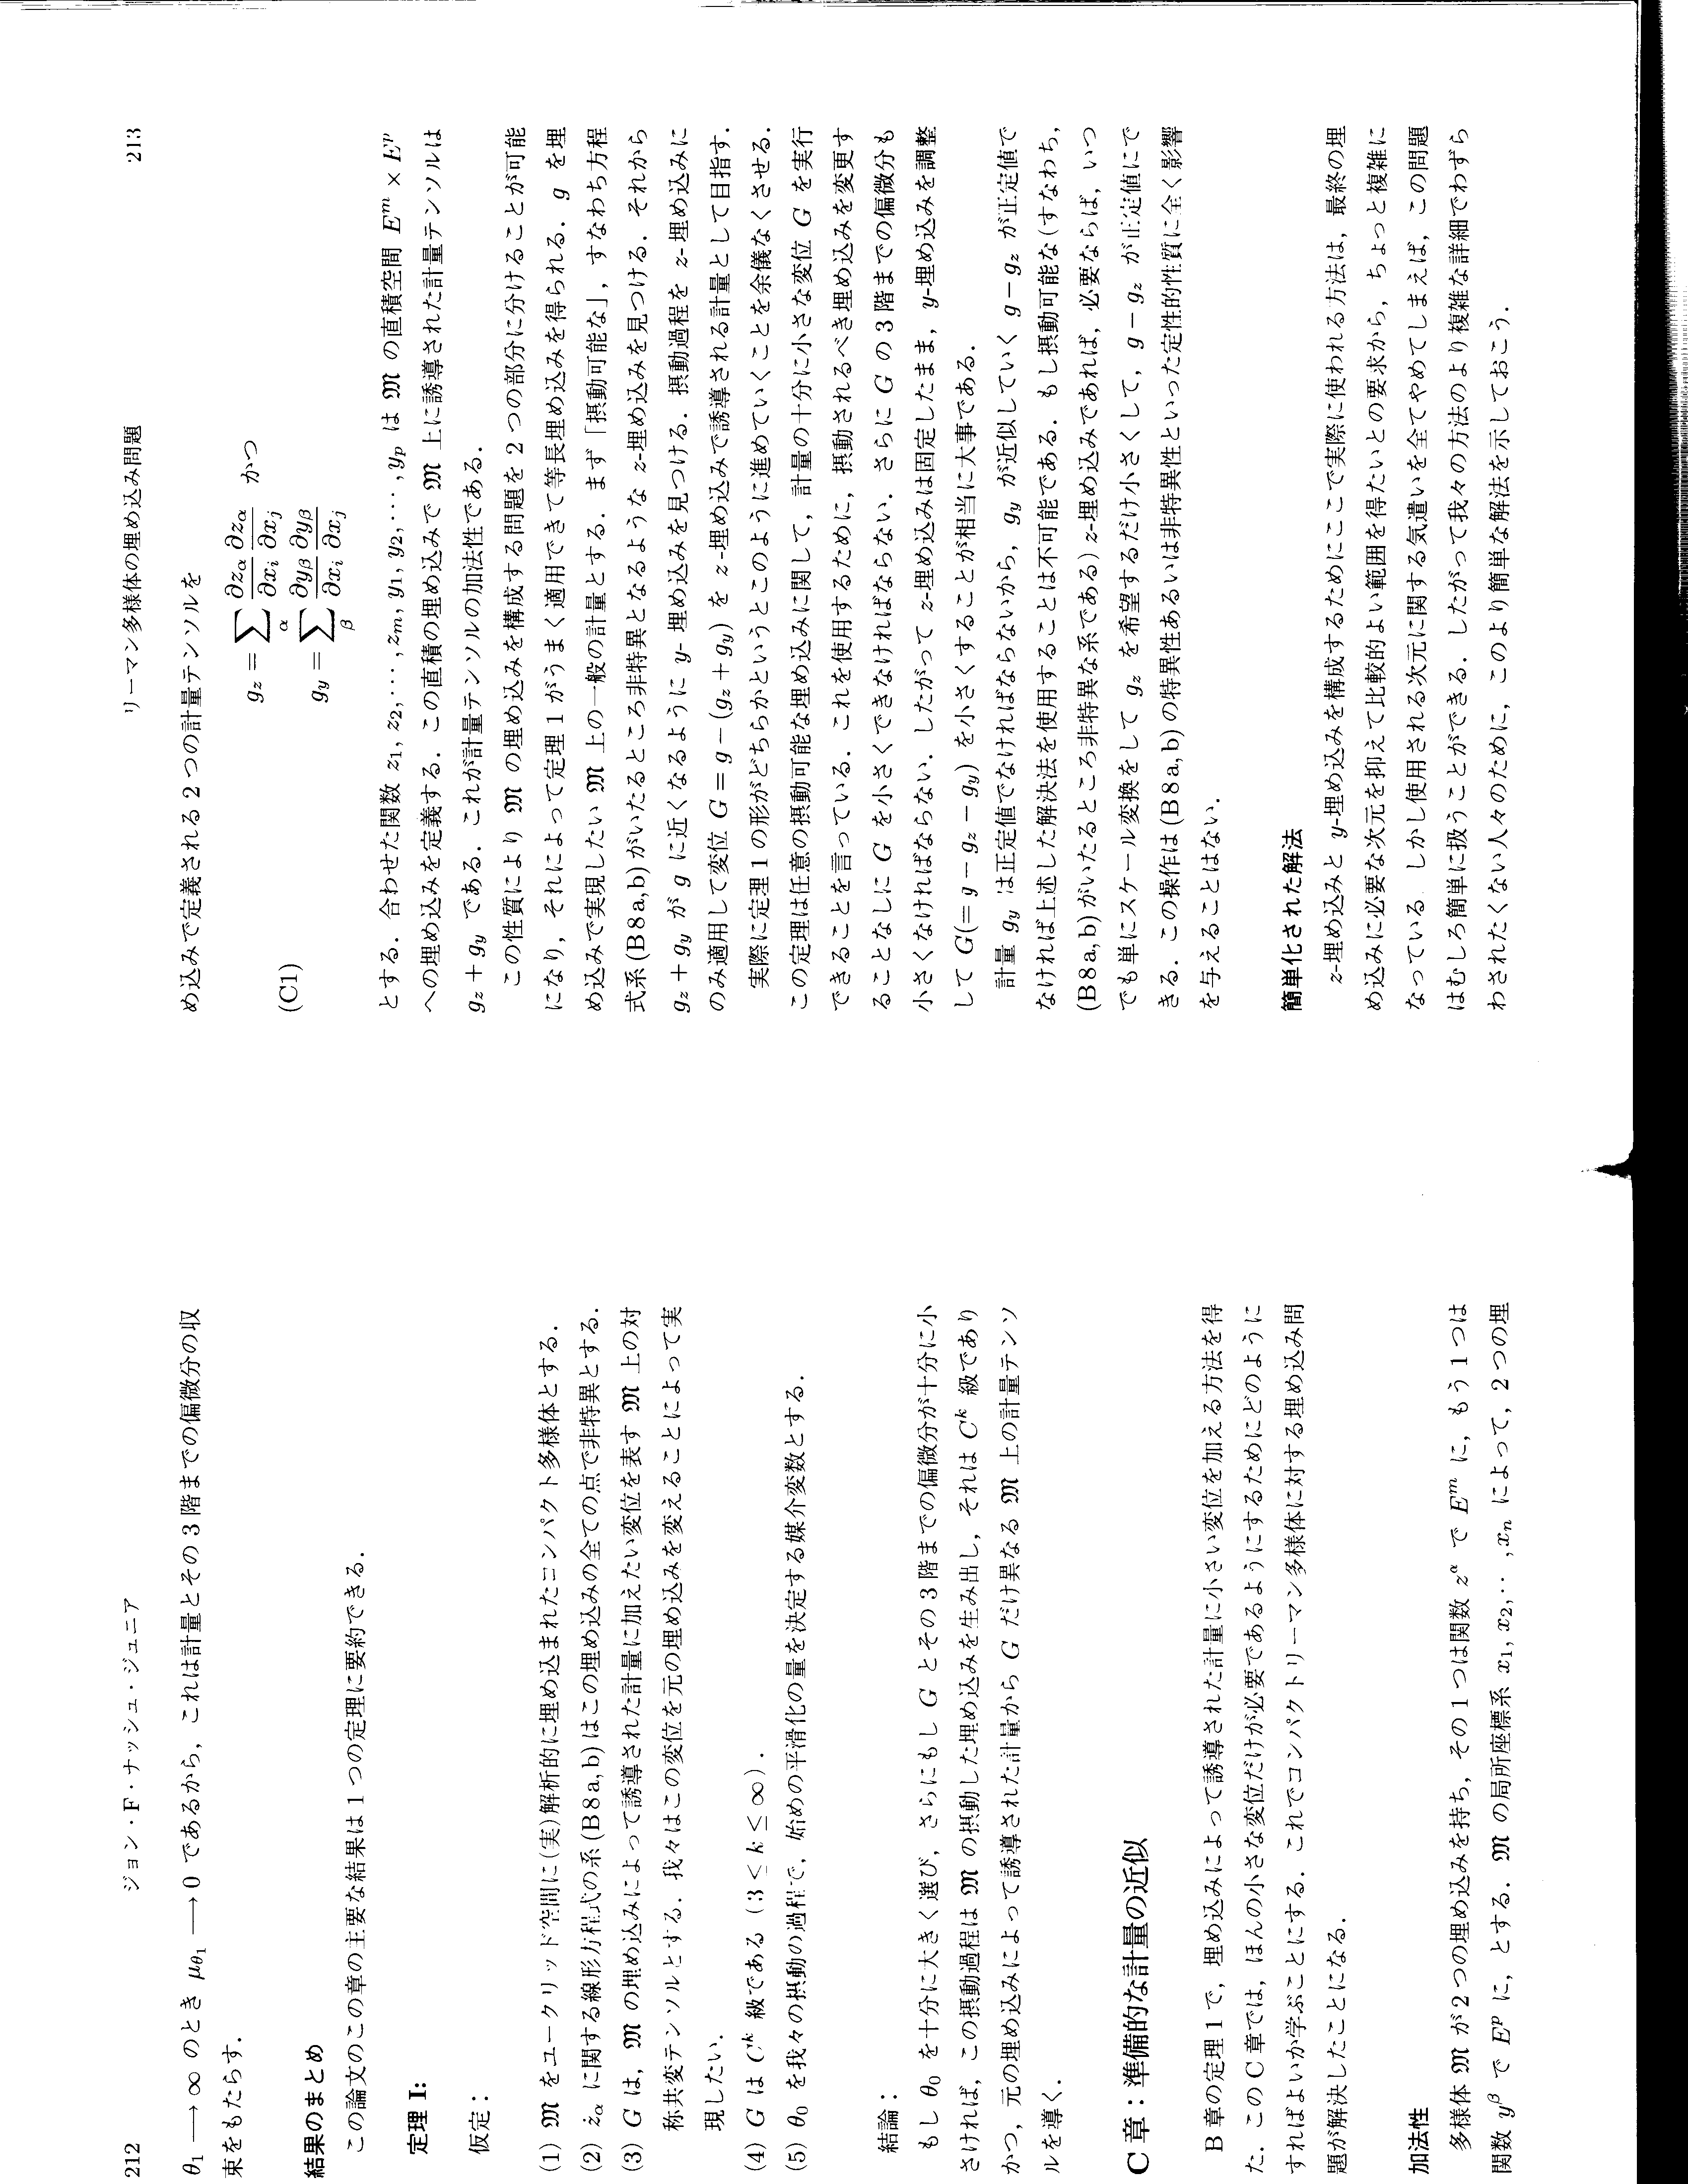 212
ジョン・F・ナッシュ・ジュニア
θ₁ ⟶ ∞ のとき μ_θ₁ ⟶ 0 であるから，これは計量とその 3 階までの偏微分の収
束をもたらす．
結果のまとめ
この論文のこの章の主要な結果は 1 つの定理に要約できる．
定理 I:
仮定：
(1) 𝔐 をユークリッド空間に(実)解析的に埋め込まれたコンパクト多様体とする．
(2) ż_α に関する線形方程式の系(B8a,b)はこの埋め込みの全ての点で非特異とする．
(3) G は，𝔐 の埋め込みによって誘導された計量に加えたい変位を表す 𝔐 上の対
称共変テンソルとする．我々はこの変位を元の埋め込みを変えることによって実
現したい．
(4) G は C^k 級である (3 ≤ k ≤ ∞)．
(5) θ₀ を我々の摂動の過程で，始めの平滑化の量を決定する媒介変数とする．
結論：
もし θ₀ を十分に大きく選び，さらにもし G とその 3 階までの偏微分が十分に小
さければ，この摂動過程は 𝔐 の摂動した埋め込みを生み出し，それは C^k 級であり
かつ，元の埋め込みによって誘導された計量から G だけ異なる 𝔐 上の計量テンソ
ルを導く．
C 章：準備的な計量の近似
B 章の定理 1 で，埋め込みによって誘導された計量に小さい変位を加える方法を得
た．この C 章では，ほんの小さな変位だけが必要であるようにするためにどのように
すればよいか学ぶことにする．これでコンパクトリーマン多様体に対する埋め込み問
題が解決したことになる．
加法性
多様体 𝔐 が 2 つの埋め込みを持ち，その 1 つは関数 z^α で E^m に，もう 1 つは
関数 y^β で E^p に，とする．𝔐 の局所座標系 x₁, x₂, ⋯, x_n によって，2 つの埋
リーマン多様体の埋め込み問題
213
め込みで定義される 2 つの計量テンソルを
g_z = ∑_α ∂z_α/∂x_i ∂z_α/∂x_j かつ
(C1)
g_y = ∑_β ∂y_β/∂x_i ∂y_β/∂x_j
とする．合わせた関数 z₁, z₂, ⋯, z_m, y₁, y₂, ⋯, y_p は 𝔐 の直積空間 E^m × E^p
への埋め込みを定義する．この直積の埋め込みで 𝔐 上に誘導された計量テンソルは
g_z + g_y である．これが計量テンソルの加法性である．
この性質により 𝔐 の埋め込みを構成する問題を 2 つの部分に分けることが可能
になり，それによって定理 1 がうまく適用できて等長埋め込みを得られる．g を埋
め込みで実現したい 𝔐 上の一般の計量とする．まず「摂動可能な」，すなわち方程
式系(B8a,b)がいたるところ非特異となるような z-埋め込みを見つける．それから
g_z + g_y が g に近くなるように y- 埋め込みを見つける．摂動過程を z-埋め込みに
のみ適用して変位 G = g − (g_z + g_y) を z-埋め込みで誘導される計量として目指す．
実際に定理 1 の形がどちらかというとこのように進めていくことを余儀なくさせる．
この定理は任意の摂動可能な埋め込みに関して，計量の十分に小さな変位 G を実行
できることを言っている．これを使用するために，摂動されるべき埋め込みを変更す
ることなしに G を小さくできなければならない．さらに G の 3 階までの偏微分も
小さくなければならない．したがって z-埋め込みは固定したまま，y-埋め込みを調整
して G(= g − g_z − g_y) を小さくすることが相当に大事である．
計量 g_y は正定値でなければならないから，g_y が近似していく g − g_z が正定値で
なければ上述した解決法を使用することは不可能である．もし摂動可能な(すなわち，
(B8a,b)がいたるところ非特異な系である) z-埋め込みであれば，必要ならば，いつ
でも単にスケール変換をして g_z を希望するだけ小さくして，g − g_z が正定値にで
きる．この操作は(B8a,b)の特異性あるいは非特異性といった定性的性質に全く影響
を与えることはない．
簡単化された解法
z-埋め込みと y-埋め込みを構成するためにここで実際に使われる方法は，最終の埋
め込みに必要な次元を抑えて比較的よい範囲を得たいとの要求から，ちょっと複雑に
なっている しかし使用される次元に関する気遣いを全てやめてしまえば，この問題
はむしろ簡単に扱うことができる．したがって我々の方法のより複雑な詳細でわずら
わされたくない人々のために，このより簡単な解法を示しておこう．